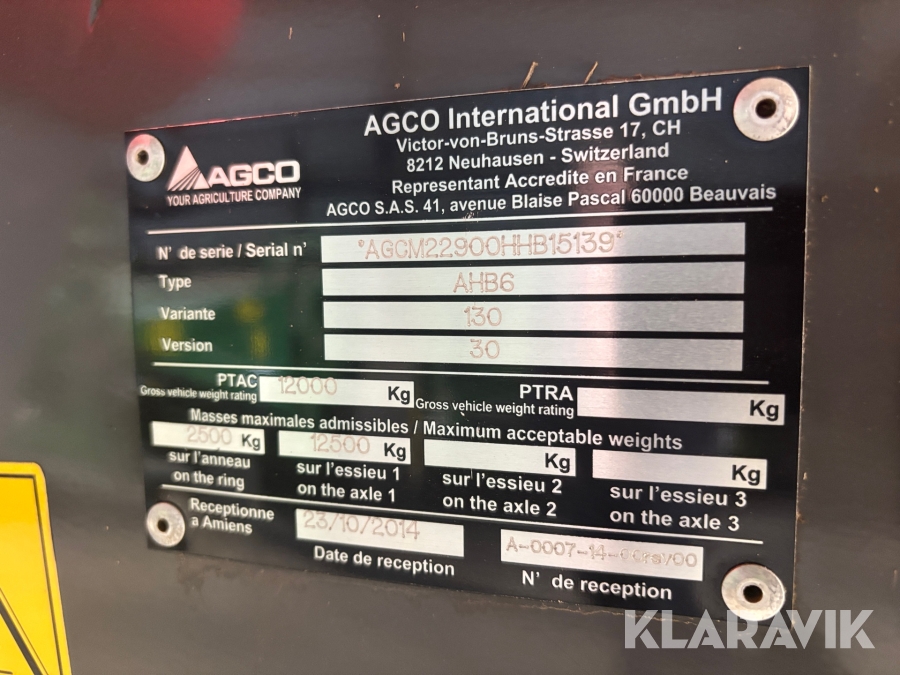 AGCO International GmbH
Victor-von-Bruns-Strasse 17, CH
8212 Neuhausen - Switzerland
Representant Accredite en France
AGCO S.A.S. 41, avenue Blaise Pascal 60000 Beauvais
AGCO
YOUR AGRICULTURE COMPANY
N' de serie / Serial n' *AGCM22900HHB15139*
Type AHB6
Variante 130
Version 30
PTAC 12000 Kg
Gross vehicle weight rating
PTRA Kg
Gross vehicle weight rating
Masses maximales admissibles / Maximum acceptable weights
2500 Kg 12500 Kg Kg Kg
sur l'anneau sur l'essieu 1 sur l'essieu 2 sur l'essieu 3
on the ring on the axle 1 on the axle 2 on the axle 3
Receptionne
a Amiens
23/10/2014
Date de reception
N' de reception
KLARAVIK